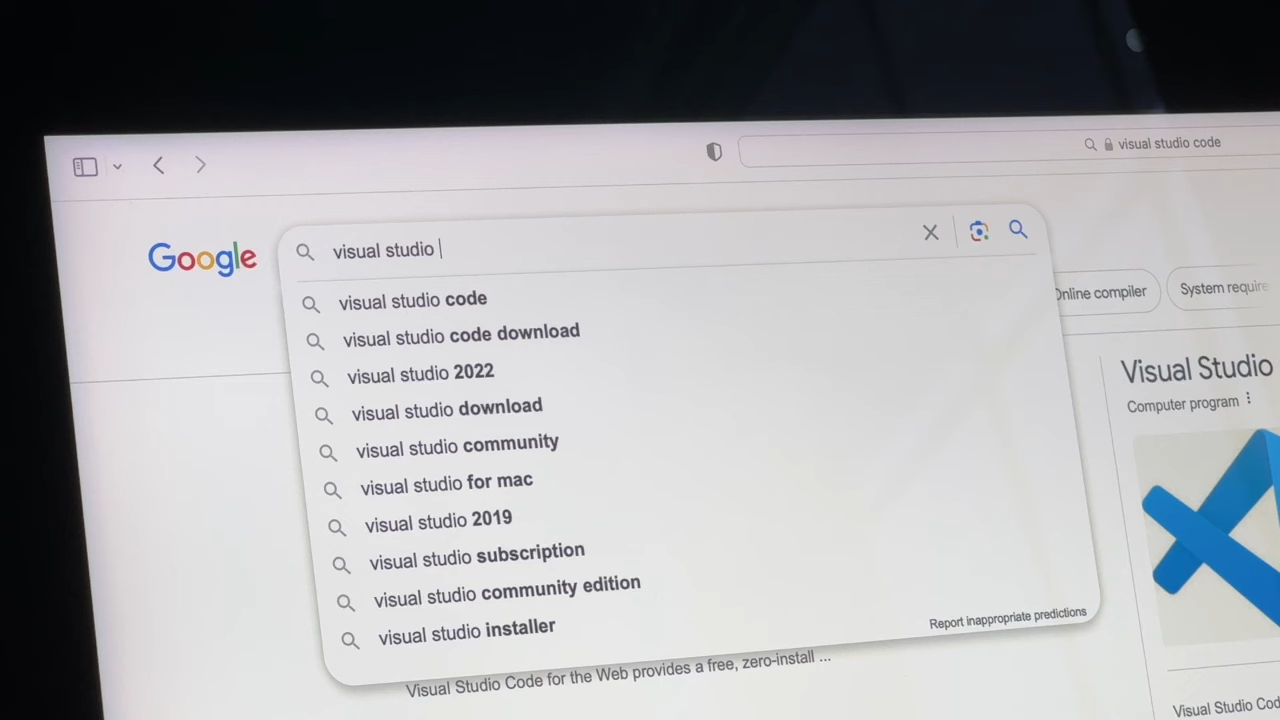 visual studio code
Google
visual studio
visual studio code
visual studio code download
visual studio 2022
visual studio download
visual studio community
visual studio for mac
visual studio 2019
visual studio subscription
visual studio community edition
visual studio installer
Report inappropriate predictions
Online compiler
System require
Visual Studio
Computer program
Visual Studio Code for the Web provides a free, zero-install ...
Visual Studio Cod